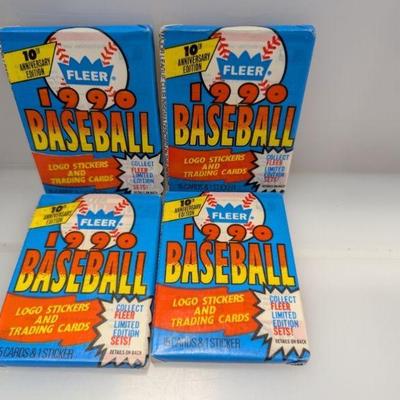 10TH
ANNIVERSARY
EDITION
FLEER
1990
BASEBALL
LOGO STICKERS
AND
TRADING CARDS
COLLECT
FLEER
LIMITED
EDITION
SETS!
10TH
ANNIVERSARY
EDITION
FLEER
1990
BASEBALL
LOGO STICKERS
AND
TRADING CARDS
COLLECT
FLEER
LIMITED
EDITION
SETS!
15 CARDS & 1 STICKER
10TH
ANNIVERSARY
EDITION
FLEER
1990
BASEBALL
LOGO STICKERS
AND
TRADING CARDS
COLLECT
FLEER
LIMITED
EDITION
SETS!
DETAILS ON BACK
5 CARDS & 1 STICKER
10TH
ANNIVERSARY
EDITION
FLEER
1990
BASEBALL
LOGO STICKERS
AND
TRADING CARDS
COLLECT
FLEER
LIMITED
EDITION
SETS!
DETAILS ON BACK
15 CARDS & 1 STICKER